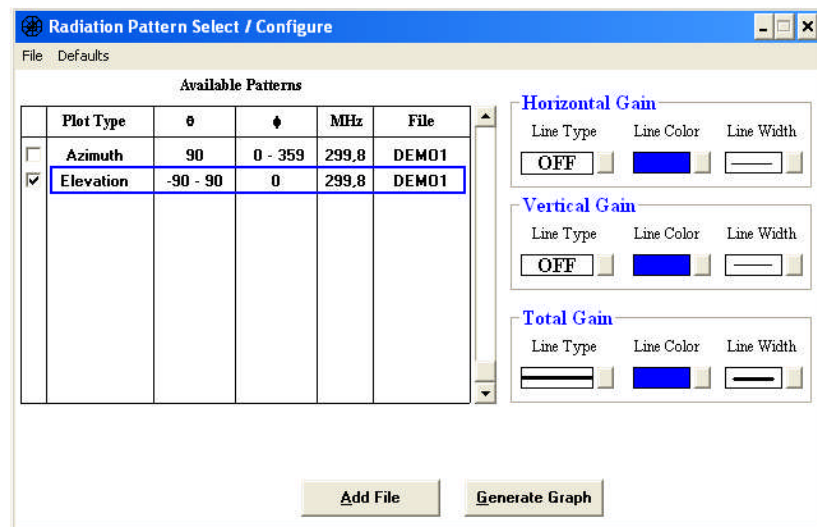 Radiation Pattern Select / Configure
File Defaults
Available Patterns
Plot Type θ ϕ MHz File
Azimuth 90 0 - 359 299,8 DEMO1
Elevation -90 - 90 0 299,8 DEMO1
Horizontal Gain
Line Type Line Color Line Width
OFF
Vertical Gain
Line Type Line Color Line Width
OFF
Total Gain
Line Type Line Color Line Width
Add File Generate Graph